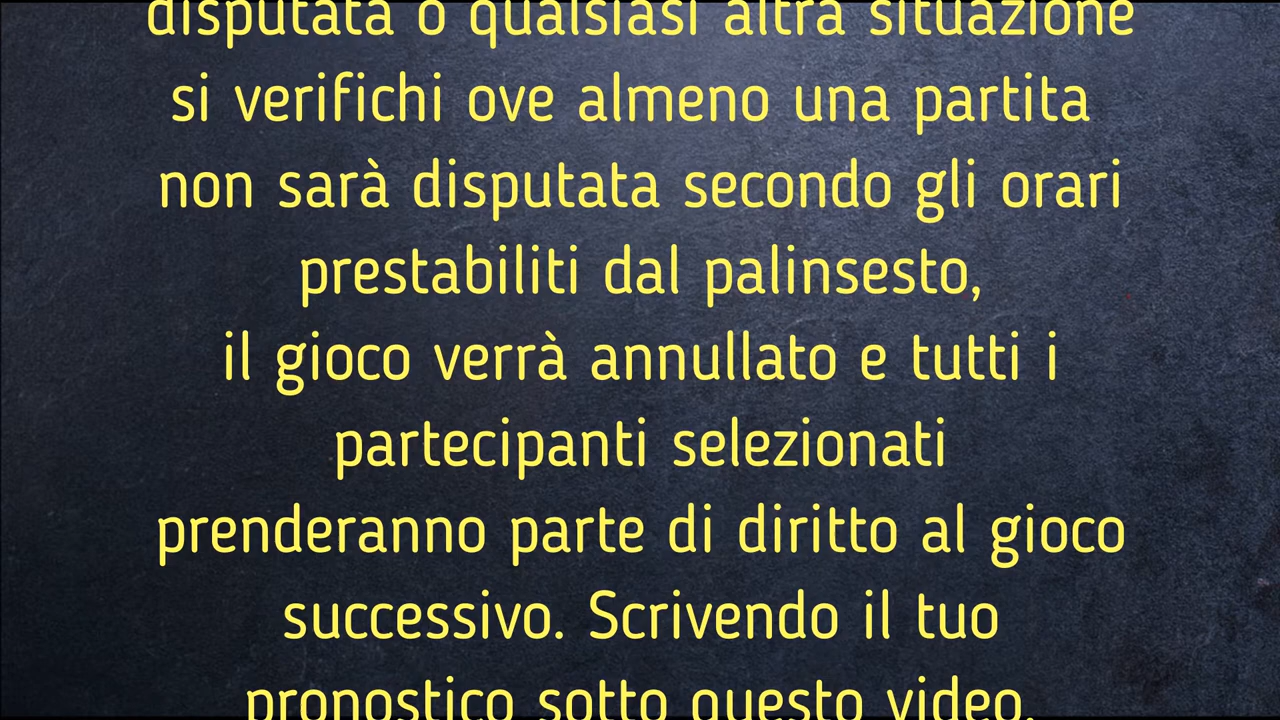 disputata o qualsiasi altra situazione
si verifichi ove almeno una partita
non sarà disputata secondo gli orari
prestabiliti dal palinsesto,
il gioco verrà annullato e tutti i
partecipanti selezionati
prenderanno parte di diritto al gioco
successivo. Scrivendo il tuo
pronostico sotto questo video,